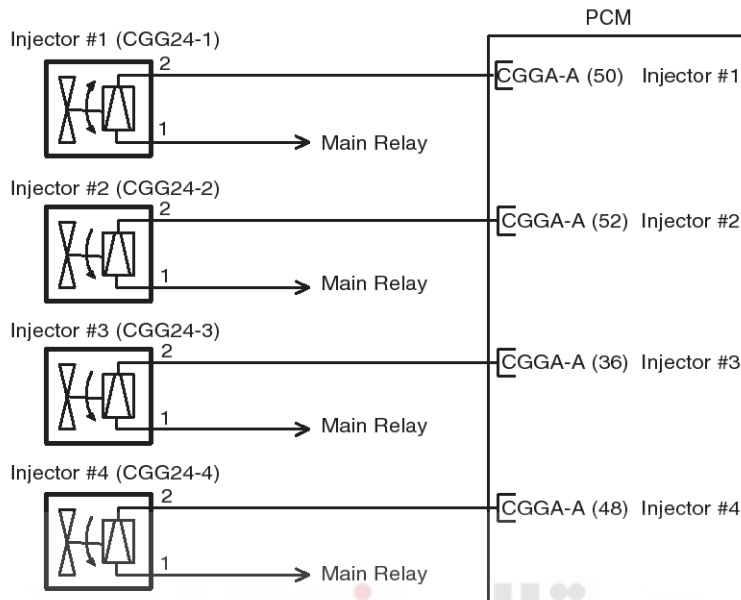 PCM
Injector #1 (CGG24-1)
2
CGGA-A (50) Injector #1
1
Main Relay
Injector #2 (CGG24-2)
2
CGGA-A (52) Injector #2
1
Main Relay
Injector #3 (CGG24-3)
2
CGGA-A (36) Injector #3
1
Main Relay
Injector #4 (CGG24-4)
2
CGGA-A (48) Injector #4
1
Main Relay